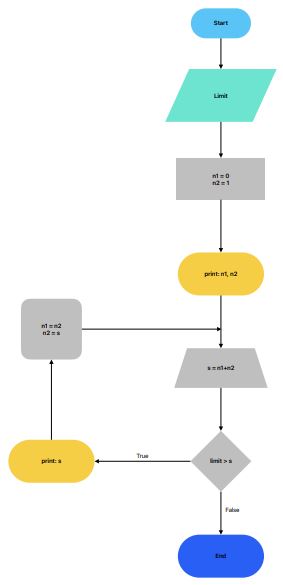 Start
Limit
n1 = 0
n2 = 1
print: n1, n2
n1 = n2
n2 = s
s = n1+n2
print: s
True
limit > s
False
End